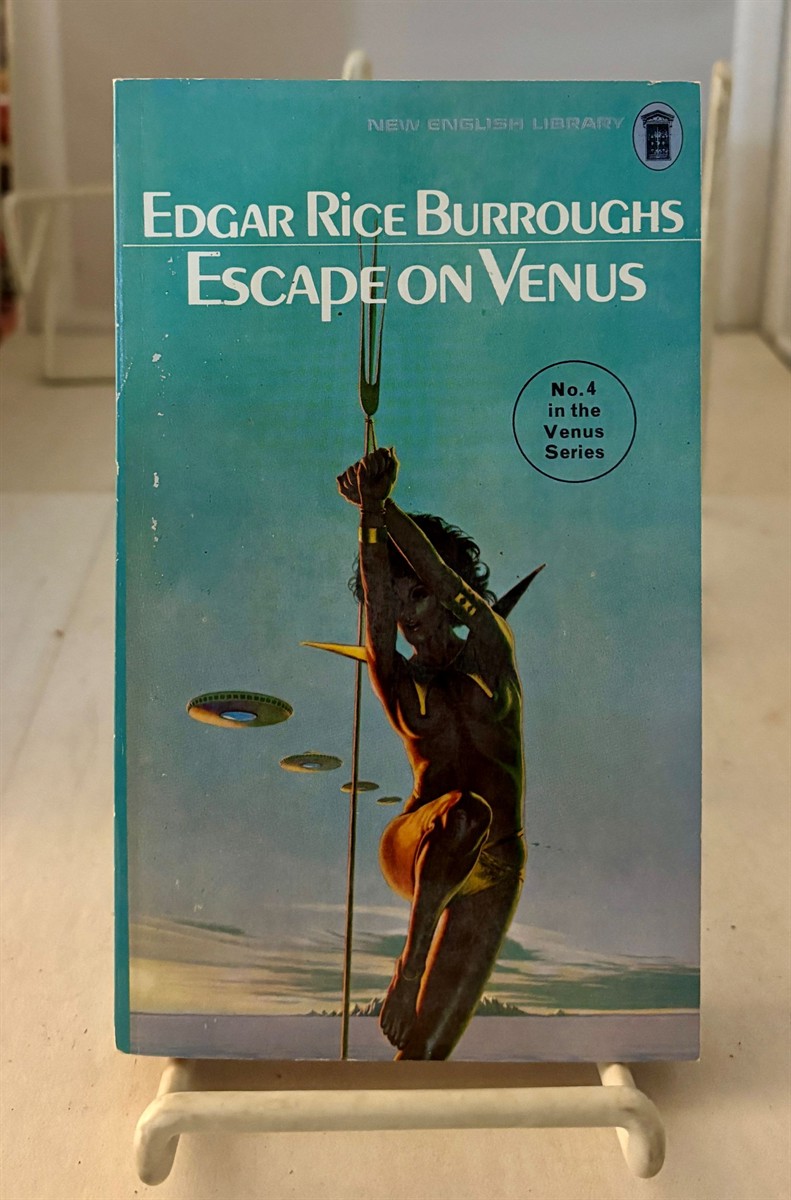 NEW ENGLISH LIBRARY
EDGAR RICE BURROUGHS
ESCAPE ON VENUS
No.4
in the
Venus
Series